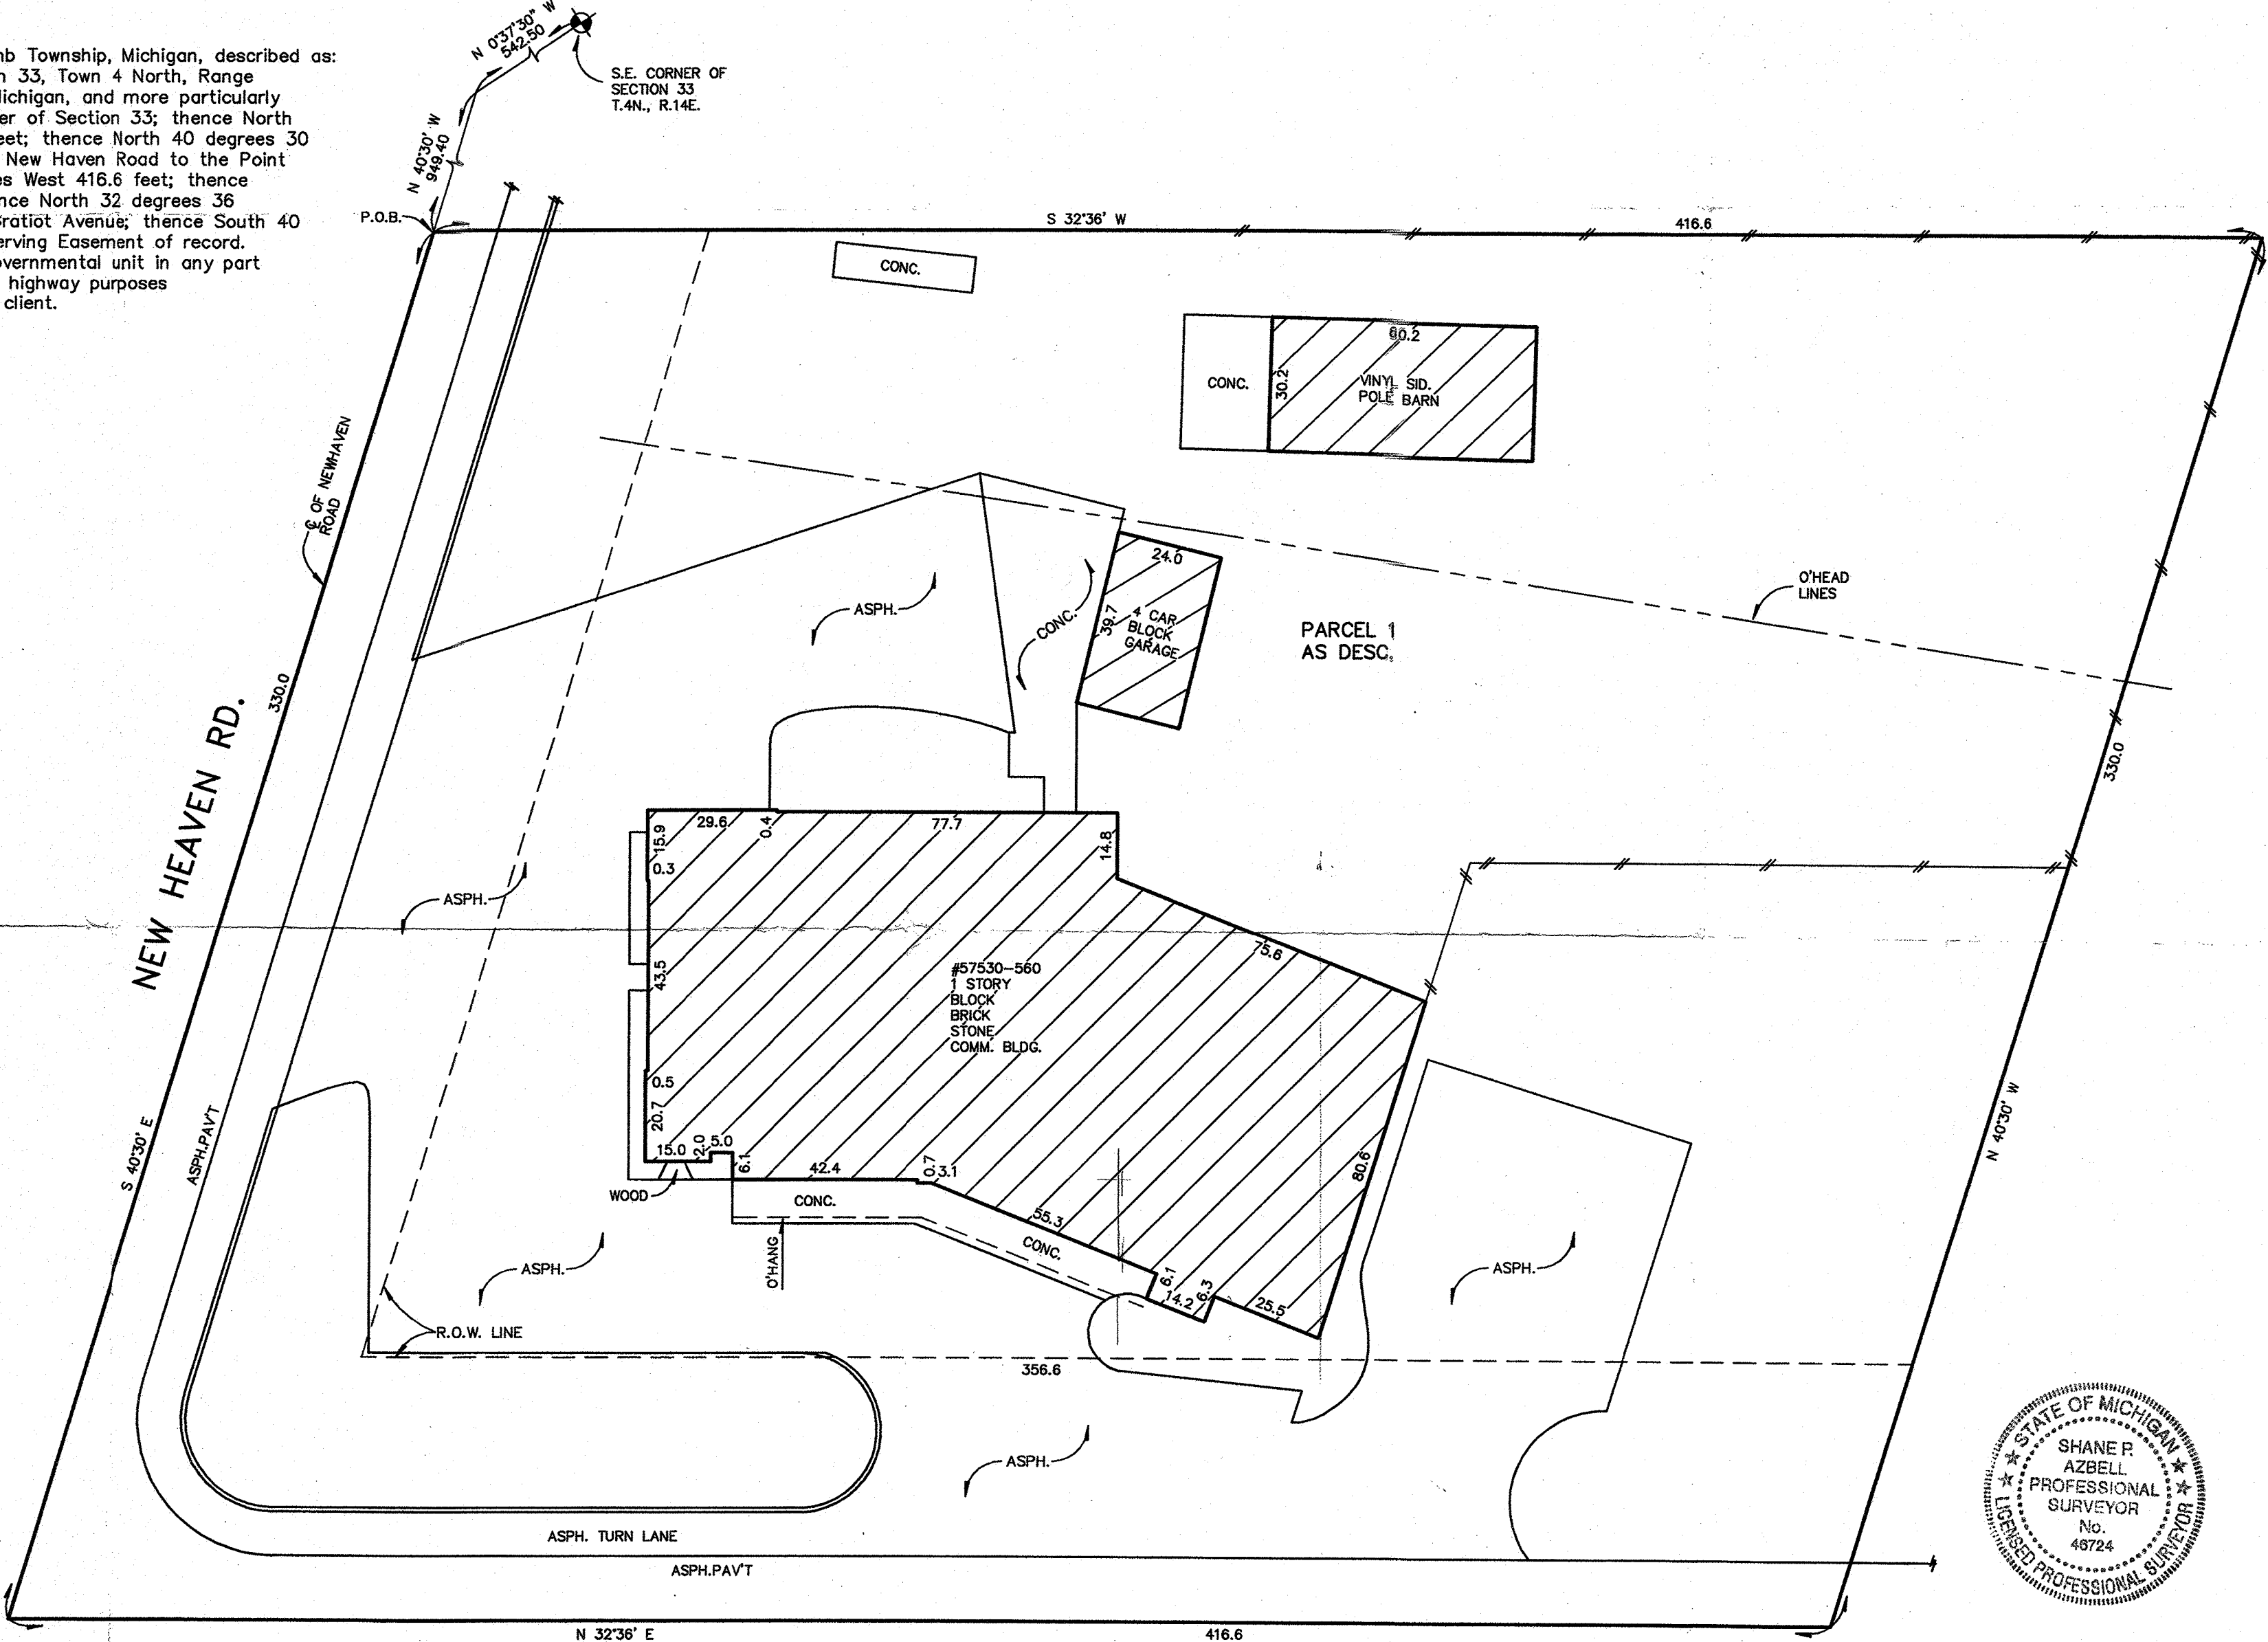 nb Township, Michigan, described as:
n 33, Town 4 North, Range
lichigan, and more particularly
er of Section 33; thence North
eet; thence North 40 degrees 30
New Haven Road to the Point
es West 416.6 feet; thence
nce North 32 degrees 36
Gratiot Avenue; thence South 40
erving Easement of record.
overnmental unit in any part
highway purposes
client.
N 0°37'30" W
542.50
S.E. CORNER OF
SECTION 33
T.4N., R.14E.
N 40°30' W
949.40
P.O.B.
S 32°36' W
416.6
CONC.
CONC.
30.2
VINYL SID.
POLE BARN
℄ OF NEWHAVEN
ROAD
24.0
39.7
4 CAR
BLOCK
GARAGE
ASPH.
CONC.
O'HEAD
LINES
PARCEL 1
AS DESC.
330.0
NEW HEAVEN RD.
330.0
29.6
0.4
77.7
14.8
15.9
0.3
ASPH.
43.5
75.6
#57530-560
1 STORY
BLOCK
BRICK
STONE
COMM. BLDG.
0.5
20.7
15.0
2.0
5.0
6.1
42.4
0.7
3.1
80.6
S 40°30' E
ASPH.PAV'T
N 40°30' W
WOOD
CONC.
55.3
CONC.
O'HANG
6.1
14.2
6.3
25.5
ASPH.
ASPH.
R.O.W. LINE
356.6
ASPH.
ASPH. TURN LANE
ASPH.PAV'T
N 32°36' E
416.6
STATE OF MICHIGAN
SHANE P.
AZBELL
PROFESSIONAL
SURVEYOR
No.
46724
LICENSED PROFESSIONAL SURVEYOR